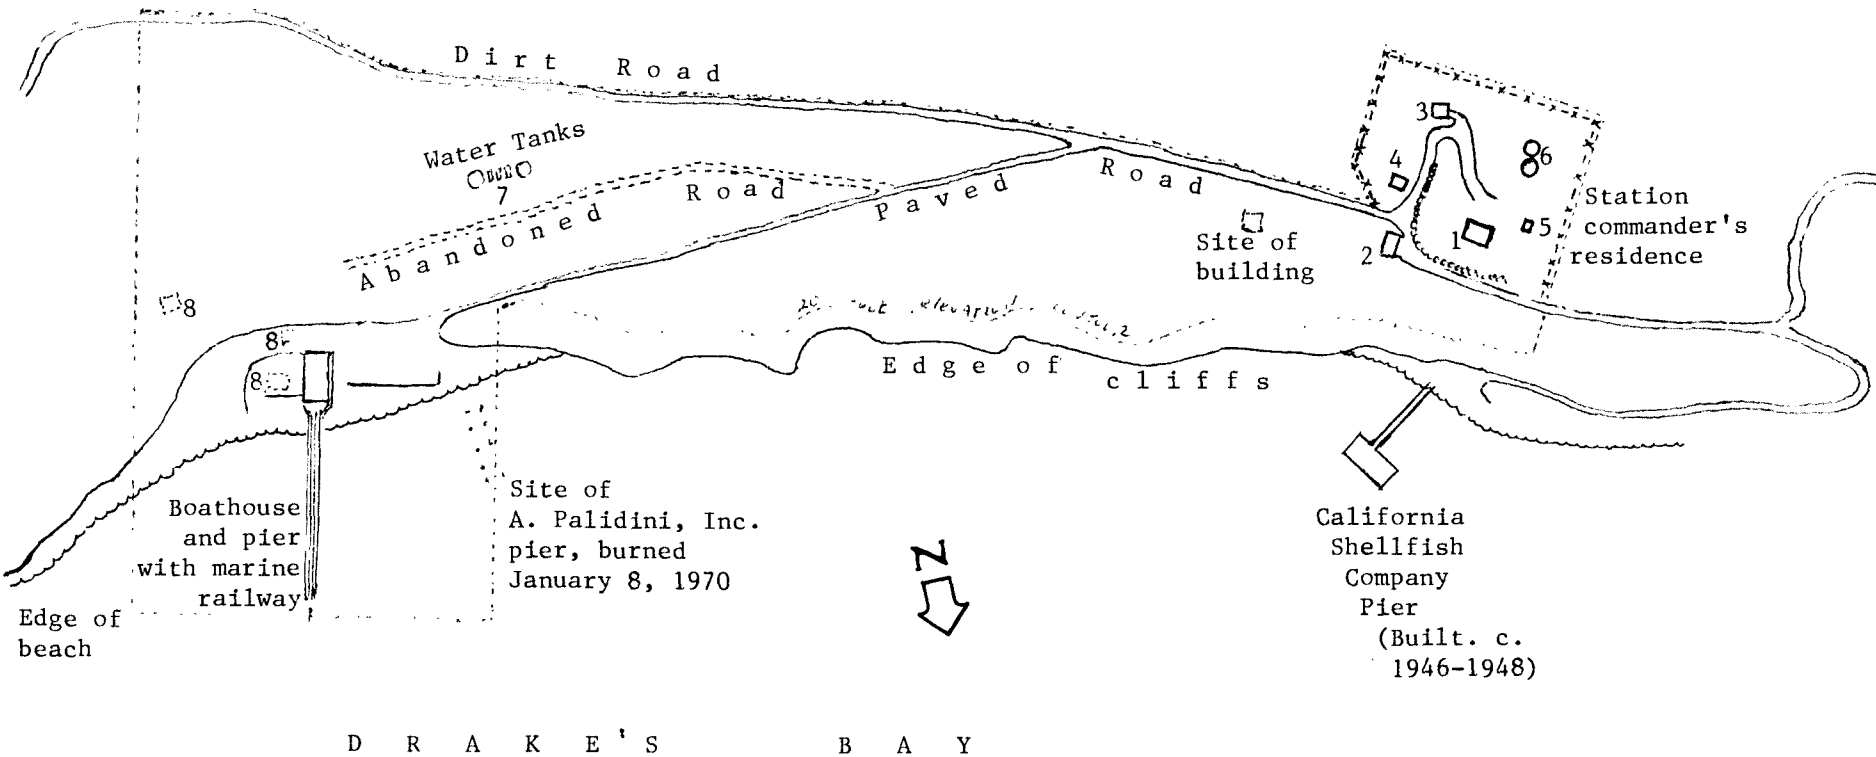 Dirt Road
Water Tanks
7
Abandoned Road
Paved Road
3
4
6
5
1
2
Station
commander's
residence
Site of
building
8
8
8
Edge of cliffs
Boathouse
and pier
with marine
railway
Edge of
beach
Site of
A. Palidini, Inc.
pier, burned
January 8, 1970
N
California
Shellfish
Company
Pier
(Built. c.
1946-1948)
DRAKE'S BAY